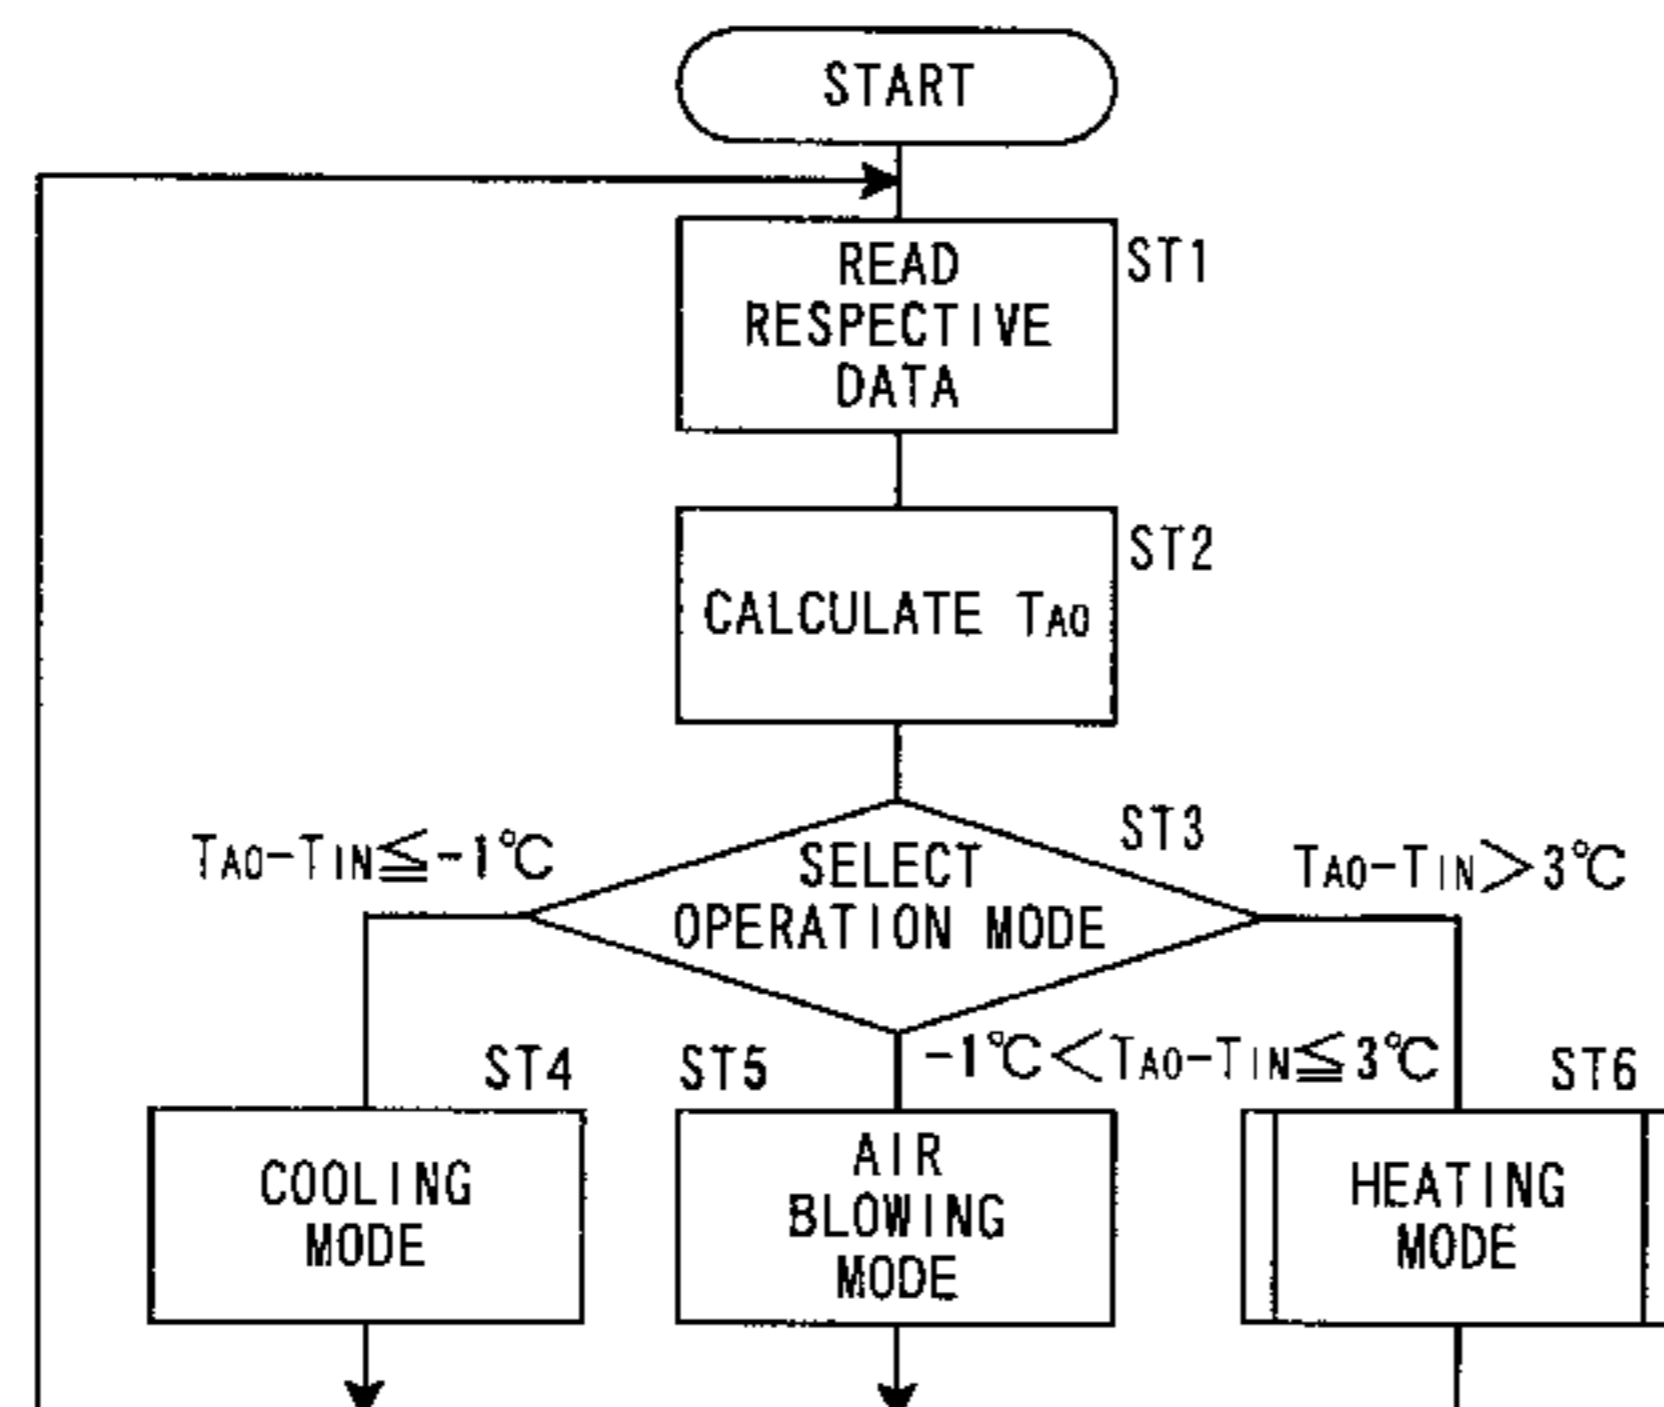 START
READ
RESPECTIVE
DATA
ST1
CALCULATE TAO
ST2
TAO-TIN≦-1℃
SELECT
OPERATION MODE
ST3
TAO-TIN>3℃
-1℃<TAO-TIN≦3℃
ST4
COOLING
MODE
ST5
AIR
BLOWING
MODE
ST6
HEATING
MODE